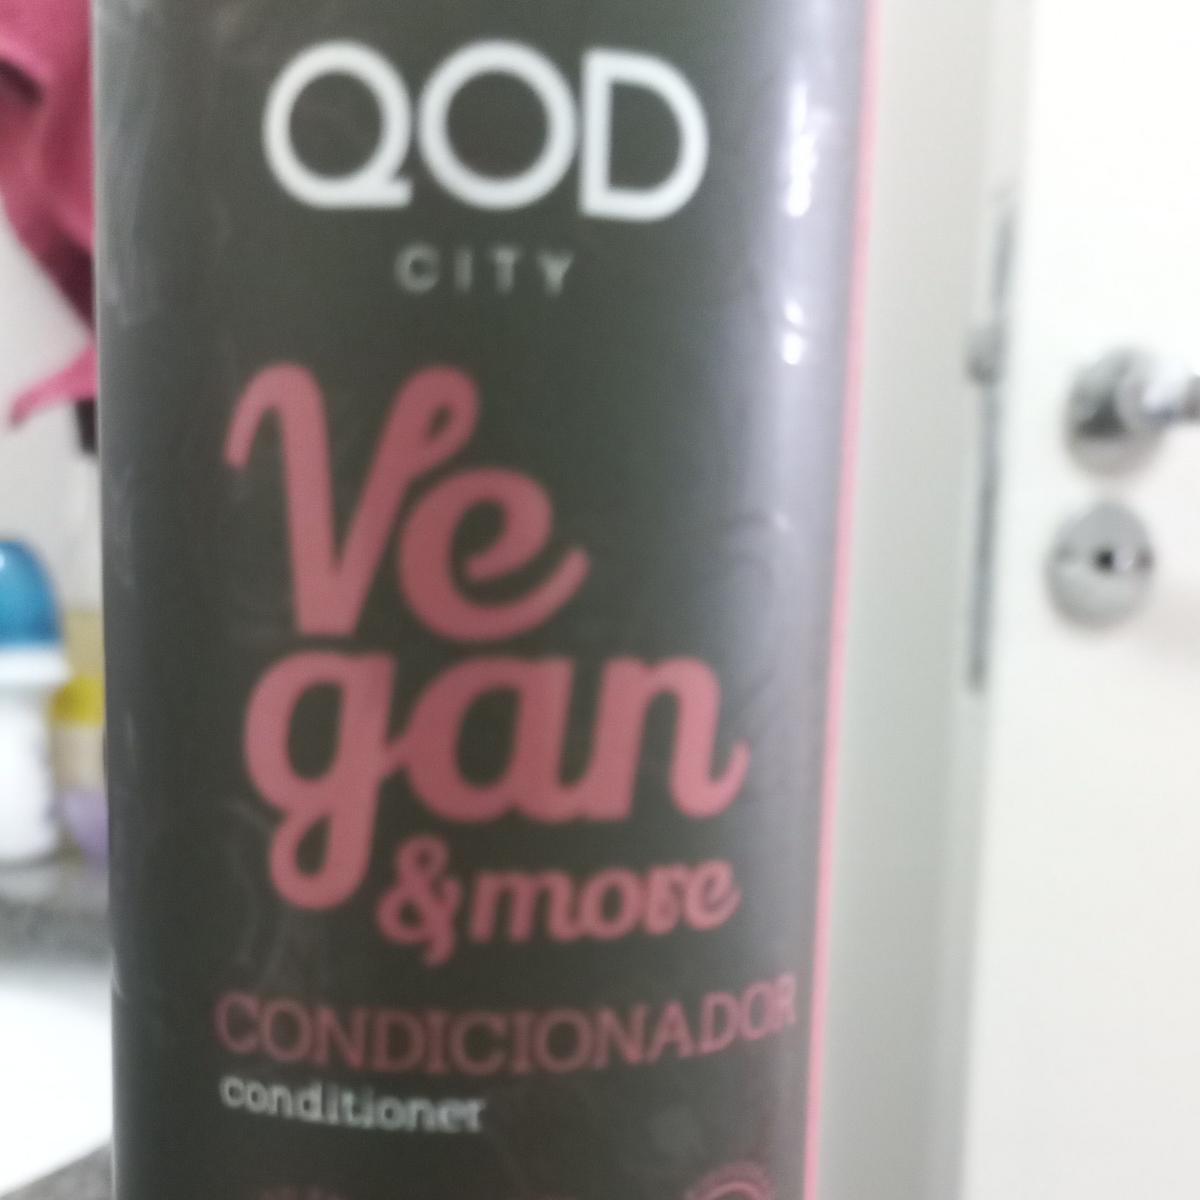 QOD
CITY
Ve
gan
&more
CONDICIONADOR
conditioner